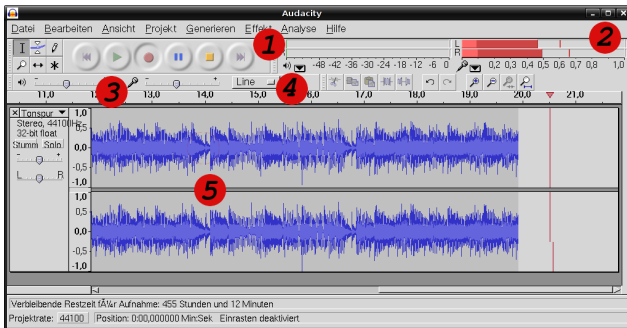 Audacity
Datei Bearbeiten Ansicht Projekt Generieren Effekt Analyse Hilfe
1
L
R
2
-48 -42 -36 -30 -24 -18 -12 -6 0
0,2 0,3 0,4 0,5 0,6 0,8 1,0
3
Line
4
11,0 12,0 13,0 14,0 15,0 16,0 17,0 18,0 19,0 20,0 21,0
Tonspur
Stereo, 44100Hz
32-bit float
Stumm Solo
- +
L R
1,0
0,5
0,0
-0,5
-1,0
5
1,0
0,5
0,0
-0,5
-1,0
Verbleibende Restzeit fÃ¼r Aufnahme: 455 Stunden und 12 Minuten
Projektrate: 44100 Position: 0:00,000000 Min:Sek Einrasten deaktiviert